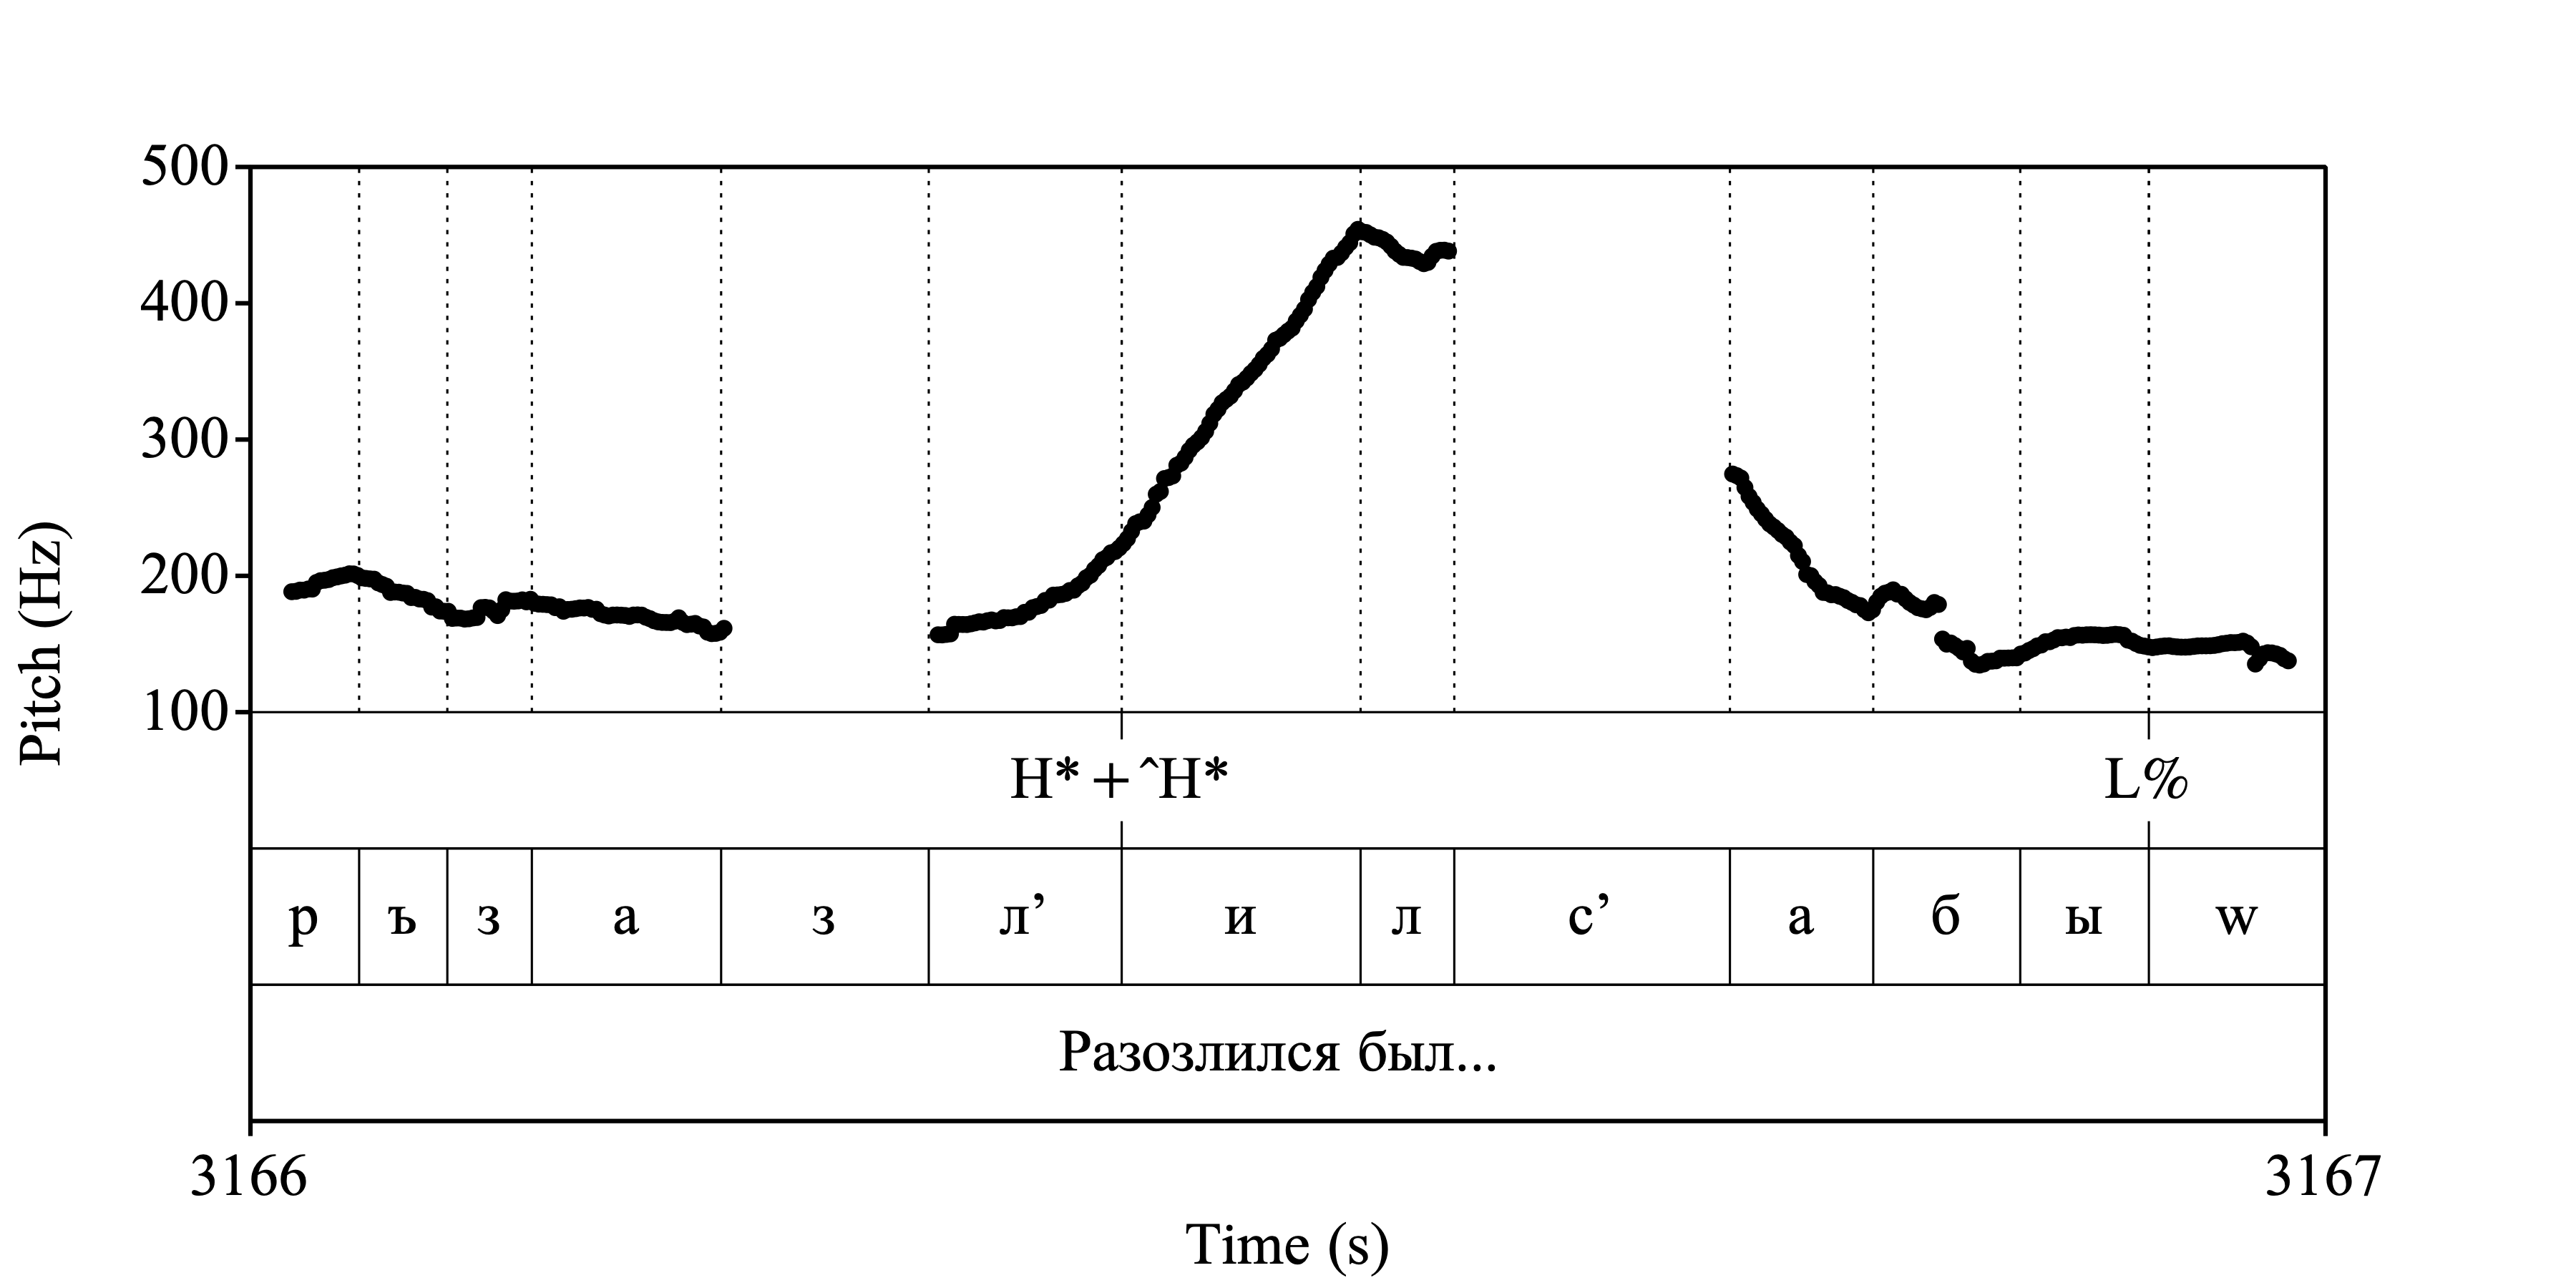 500
400
300
200
100
Pitch (Hz)
H* + ^H* L%
р ъ з а з л’ и л с’ а б ы w
Разозлился был...
3166 3167
Time (s)